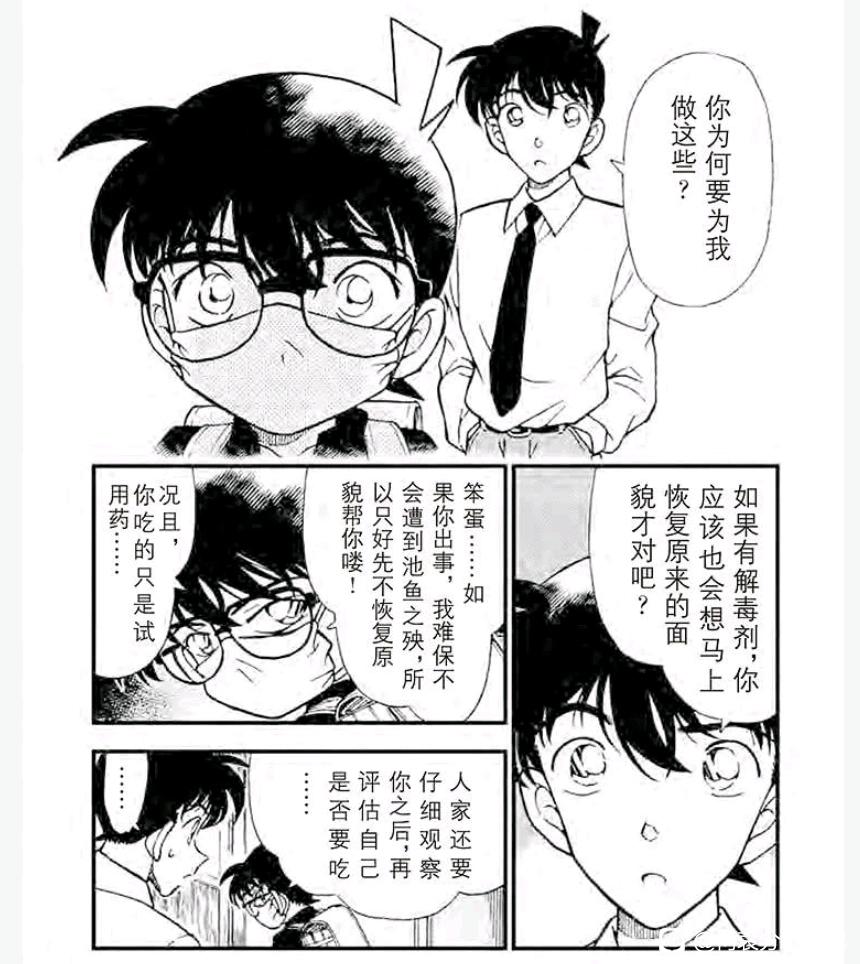 你为何要为我
做这些？
如果有解毒剂，你
应该也会想马上
恢复原来的面
貌才对吧？
笨蛋……如
果你出事，我难保不
会遭到池鱼之殃，所
以只好先不恢复原
貌帮你喽！
况且，
你吃的只是试
用药……
人家还要
仔细观察
你之后，再
评估自己
是否要吃
……
……